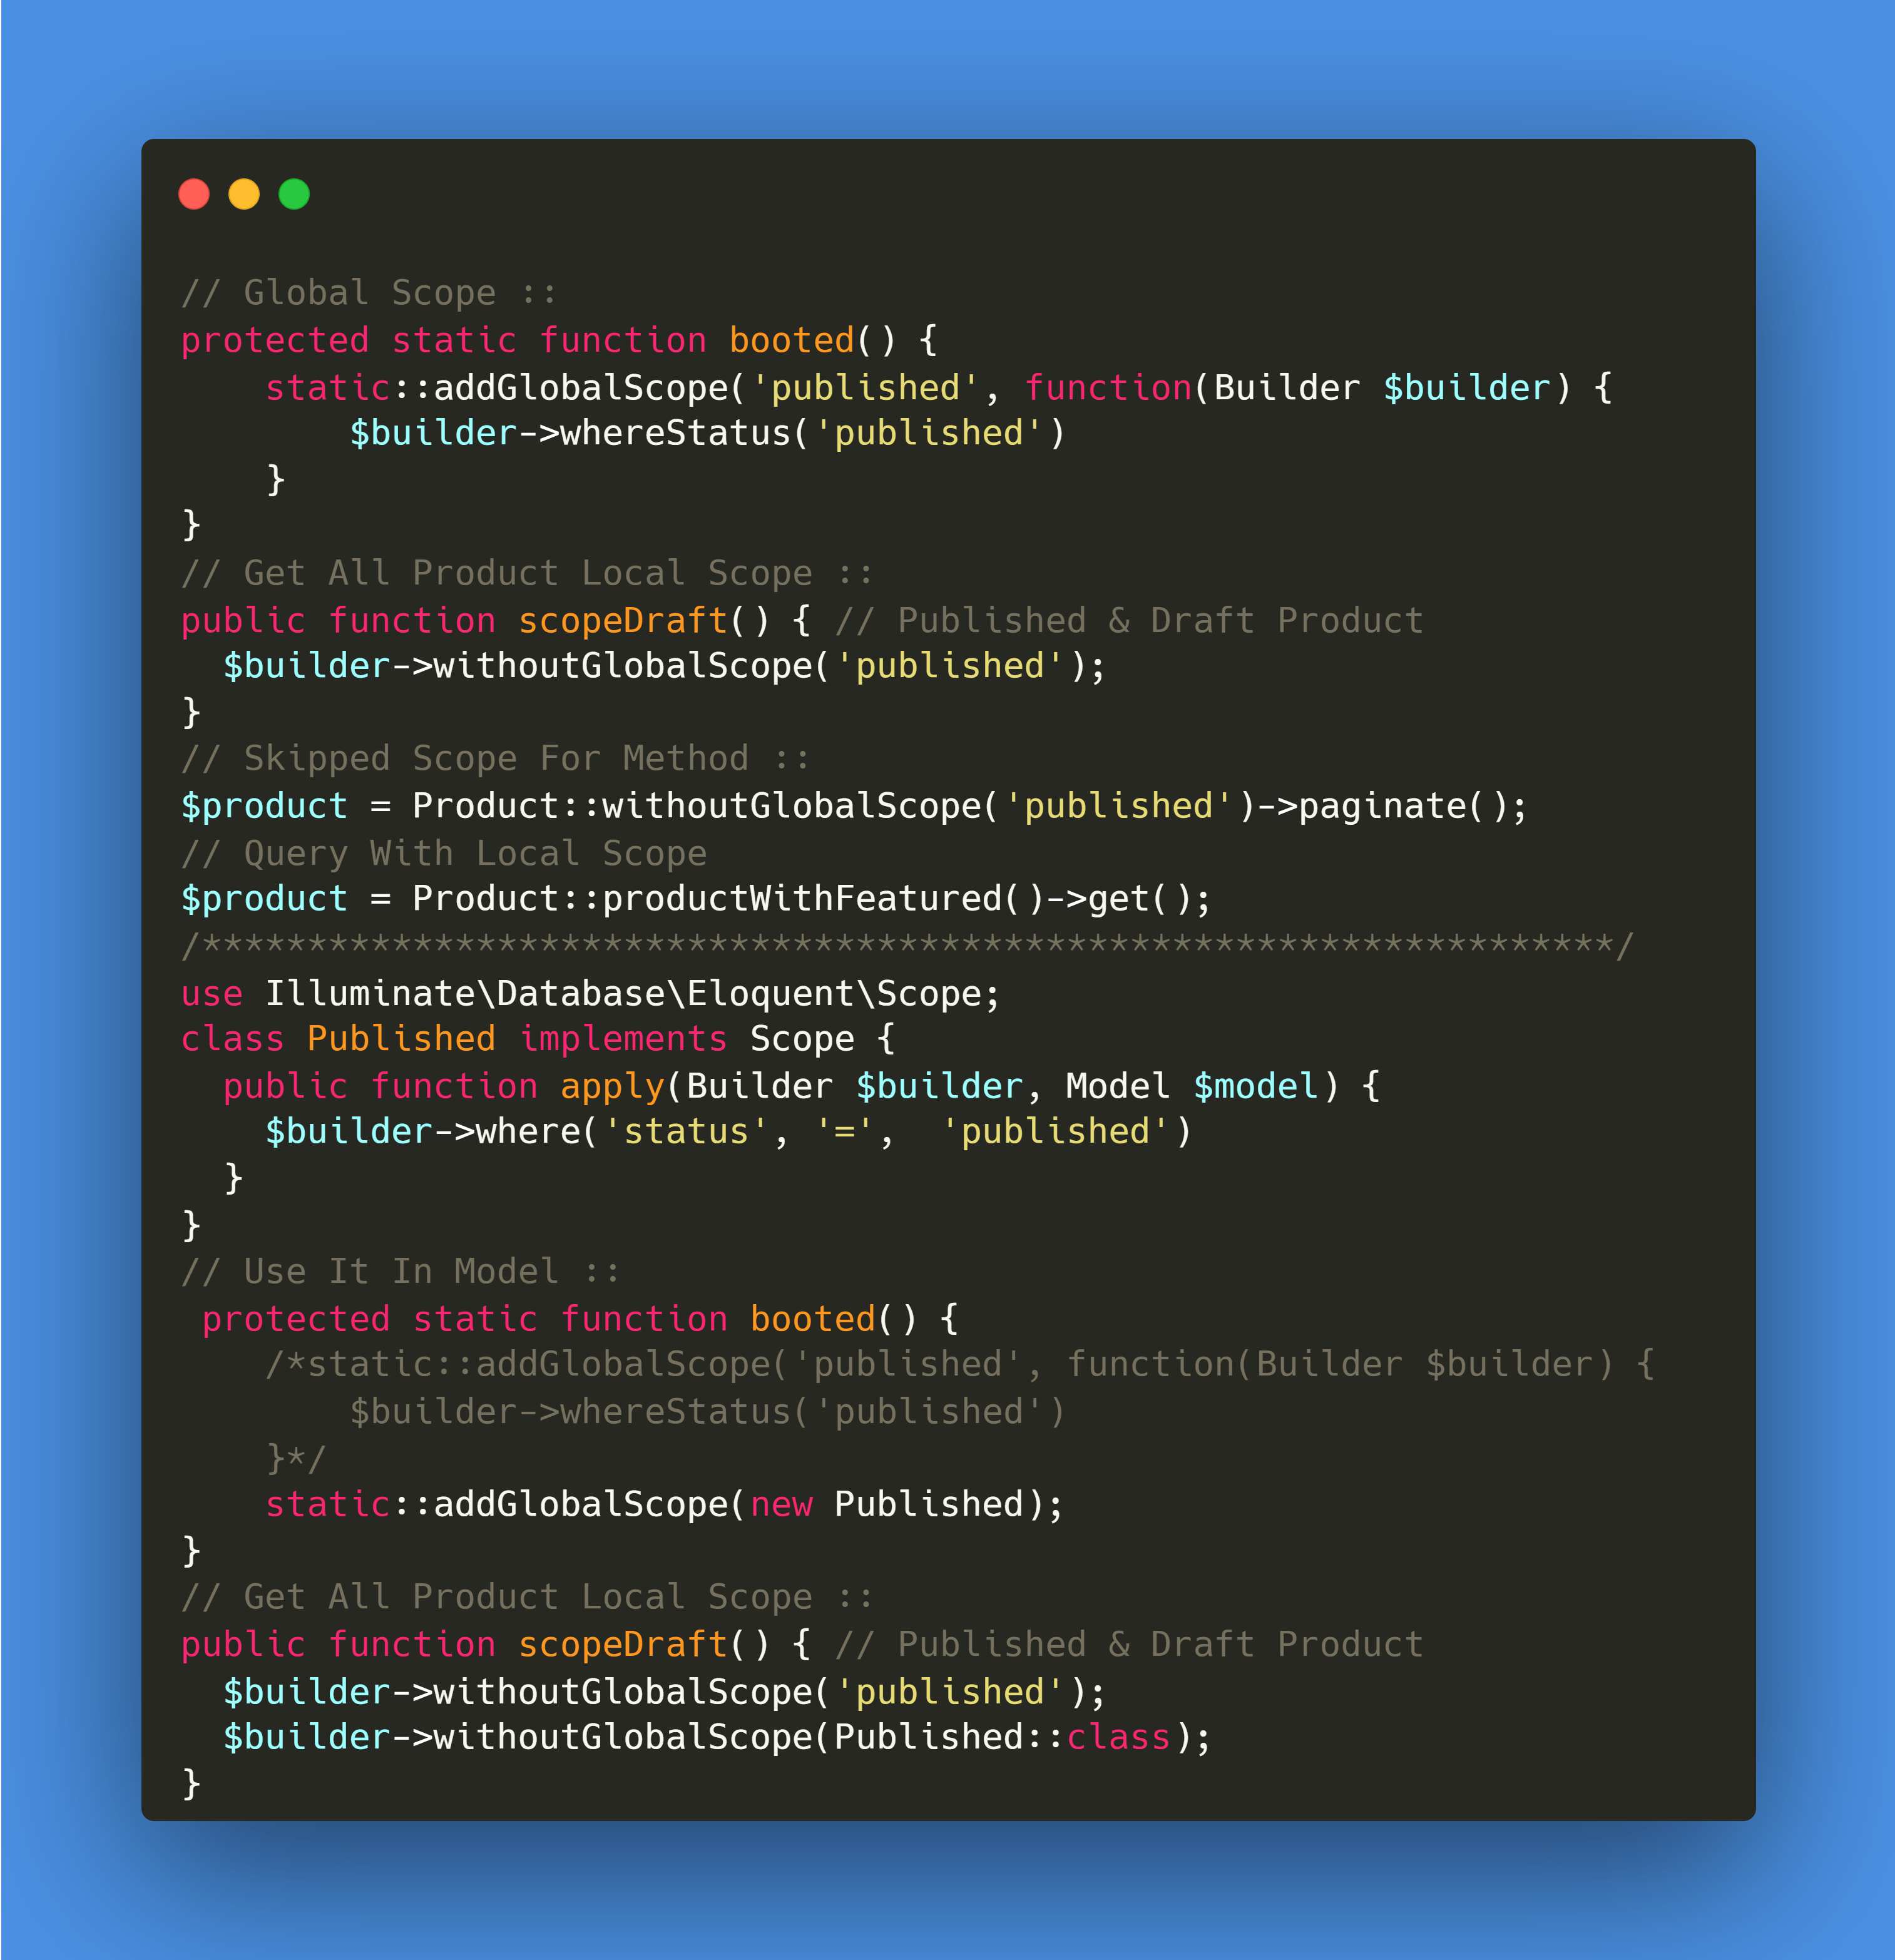 // Global Scope ::
protected static function booted() {
    static::addGlobalScope('published', function(Builder $builder) {
        $builder->whereStatus('published')
    }
}
// Get All Product Local Scope ::
public function scopeDraft() { // Published & Draft Product
  $builder->withoutGlobalScope('published');
}
// Skipped Scope For Method ::
$product = Product::withoutGlobalScope('published')->paginate();
// Query With Local Scope
$product = Product::productWithFeatured()->get();
/*******************************************************************/
use Illuminate\Database\Eloquent\Scope;
class Published implements Scope {
  public function apply(Builder $builder, Model $model) {
    $builder->where('status', '=',  'published')
  }
}
// Use It In Model ::
 protected static function booted() {
    /*static::addGlobalScope('published', function(Builder $builder) {
        $builder->whereStatus('published')
    }*/
    static::addGlobalScope(new Published);
}
// Get All Product Local Scope ::
public function scopeDraft() { // Published & Draft Product
  $builder->withoutGlobalScope('published');
  $builder->withoutGlobalScope(Published::class);
}